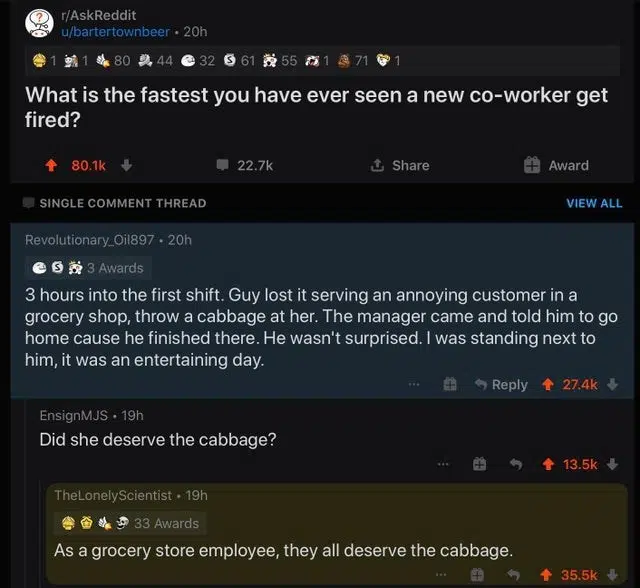 r/AskReddit
u/bartertownbeer • 20h
1 1 80 44 32 61 55 1 71 1
What is the fastest you have ever seen a new co-worker get
fired?
80.1k 22.7k Share Award
SINGLE COMMENT THREAD VIEW ALL
Revolutionary_Oil897 • 20h
S 3 Awards
3 hours into the first shift. Guy lost it serving an annoying customer in a
grocery shop, throw a cabbage at her. The manager came and told him to go
home cause he finished there. He wasn't surprised. I was standing next to
him, it was an entertaining day.
... Reply 27.4k
EnsignMJS • 19h
Did she deserve the cabbage?
... 13.5k
TheLonelyScientist • 19h
33 Awards
As a grocery store employee, they all deserve the cabbage.
... 35.5k